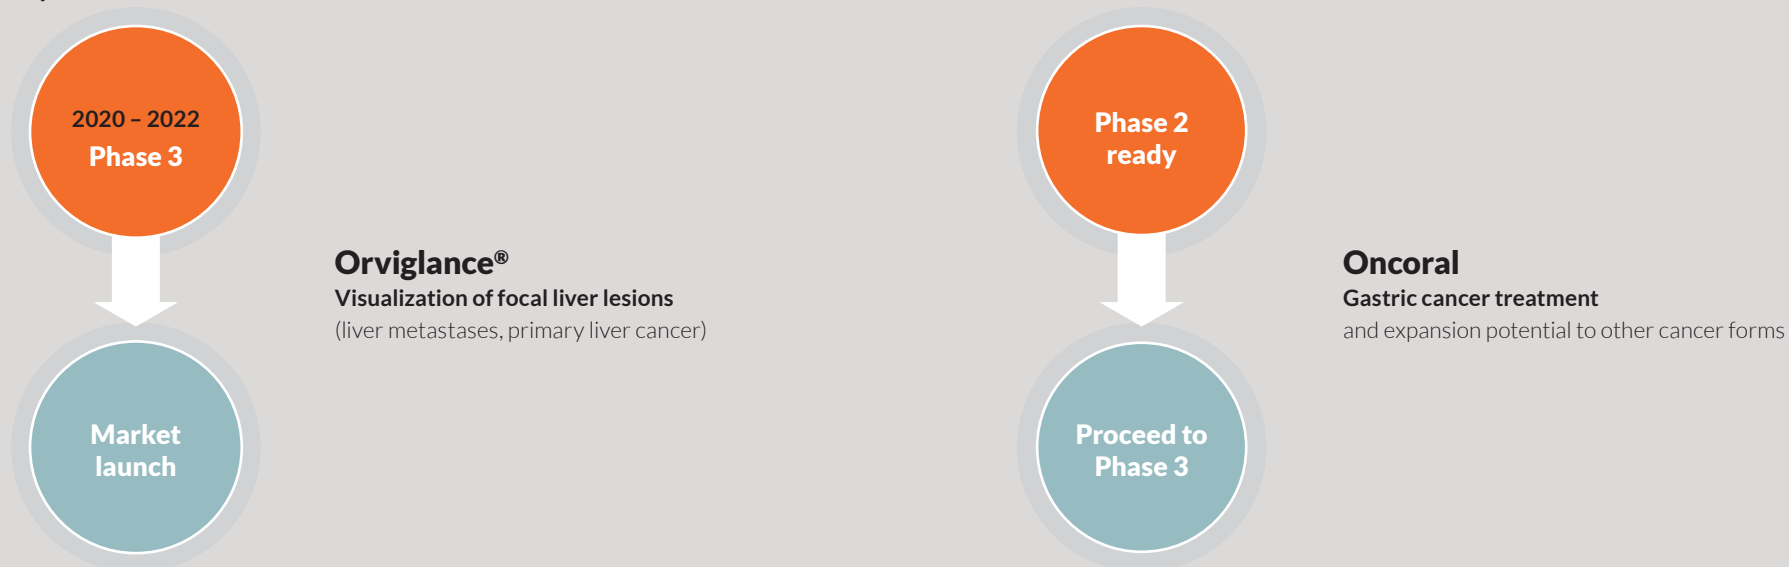 2020 – 2022
Phase 3
Orviglance®
Visualization of focal liver lesions
(liver metastases, primary liver cancer)
Market
launch
Phase 2
ready
Oncoral
Gastric cancer treatment
and expansion potential to other cancer forms
Proceed to
Phase 3